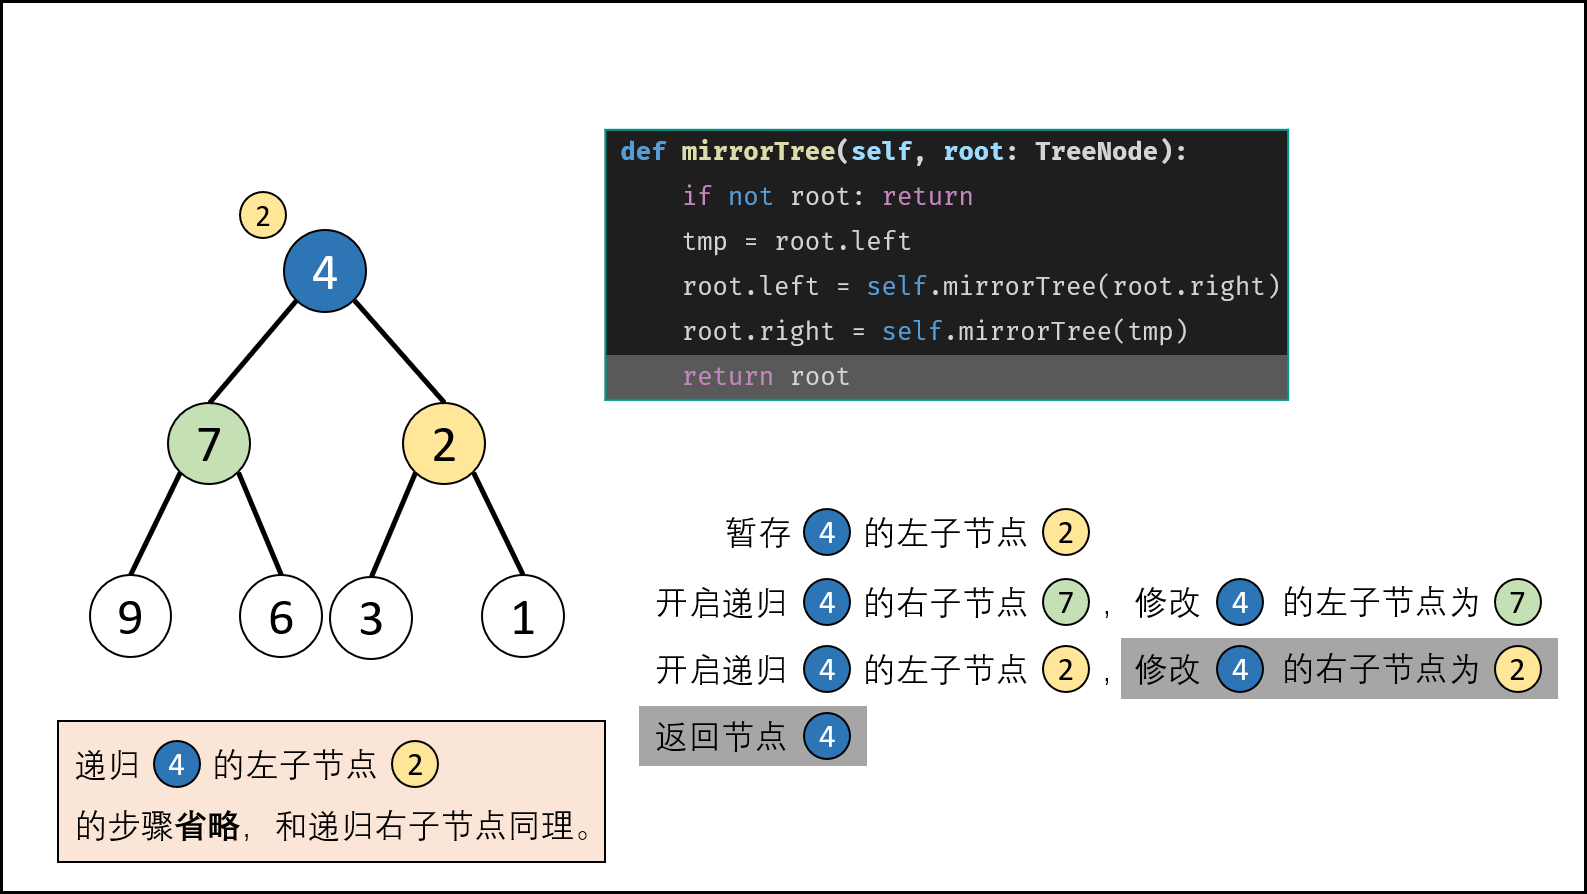 2
4
7
2
9
6
3
1
def mirrorTree(self, root: TreeNode):
if not root: return
tmp = root.left
root.left = self.mirrorTree(root.right)
root.right = self.mirrorTree(tmp)
return root
暂存 4 的左子节点 2
开启递归 4 的右子节点 7 ，修改 4 的左子节点为 7
开启递归 4 的左子节点 2 ，修改 4 的右子节点为 2
返回节点 4
递归 4 的左子节点 2
的步骤省略，和递归右子节点同理。